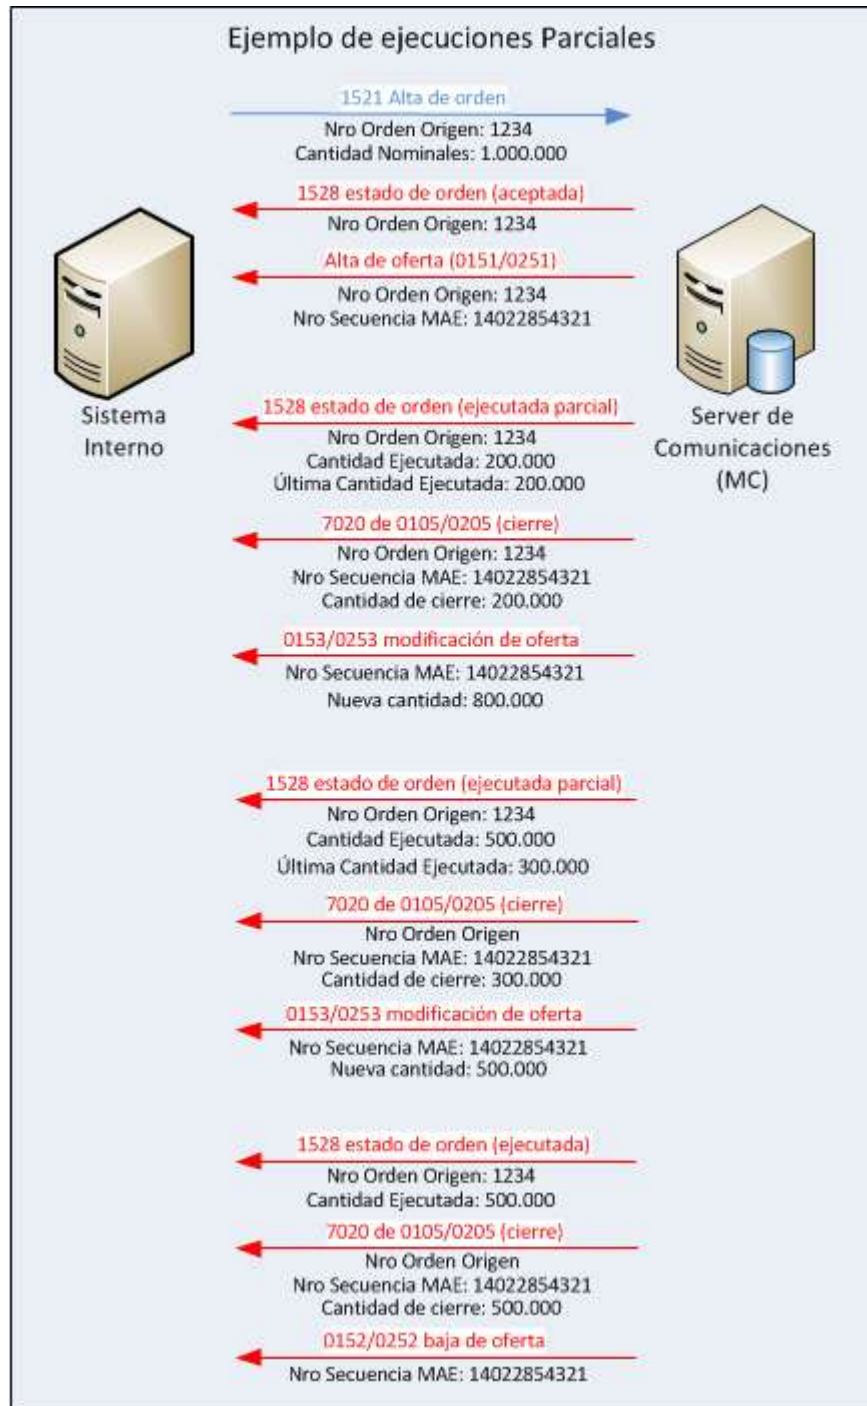 Ejemplo de ejecuciones Parciales
1521 Alta de orden
Nro Orden Origen: 1234
Cantidad Nominales: 1.000.000
1528 estado de orden (aceptada)
Nro Orden Origen: 1234
Alta de oferta (0151/0251)
Nro Orden Origen: 1234
Nro Secuencia MAE: 14022854321
Sistema
Interno
Server de
Comunicaciones
(MC)
1528 estado de orden (ejecutada parcial)
Nro Orden Origen: 1234
Cantidad Ejecutada: 200.000
Última Cantidad Ejecutada: 200.000
7020 de 0105/0205 (cierre)
Nro Orden Origen: 1234
Nro Secuencia MAE: 14022854321
Cantidad de cierre: 200.000
0153/0253 modificación de oferta
Nro Secuencia MAE: 14022854321
Nueva cantidad: 800.000
1528 estado de orden (ejecutada parcial)
Nro Orden Origen: 1234
Cantidad Ejecutada: 500.000
Última Cantidad Ejecutada: 300.000
7020 de 0105/0205 (cierre)
Nro Orden Origen
Nro Secuencia MAE: 14022854321
Cantidad de cierre: 300.000
0153/0253 modificación de oferta
Nro Secuencia MAE: 14022854321
Nueva cantidad: 500.000
1528 estado de orden (ejecutada)
Nro Orden Origen: 1234
Cantidad Ejecutada: 500.000
7020 de 0105/0205 (cierre)
Nro Orden Origen
Nro Secuencia MAE: 14022854321
Cantidad de cierre: 500.000
0152/0252 baja de oferta
Nro Secuencia MAE: 14022854321